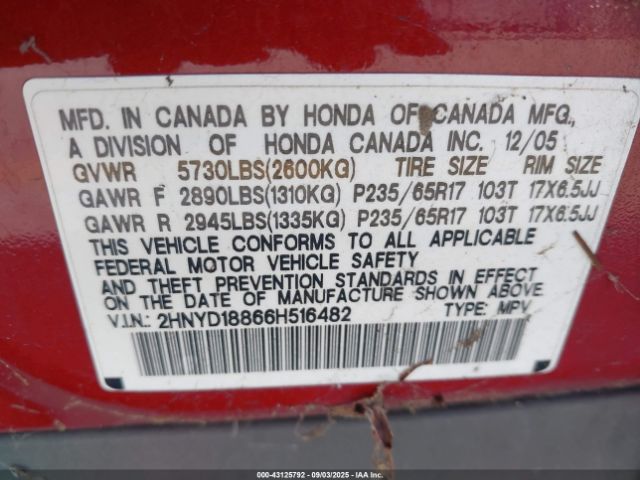 MFD. IN CANADA BY HONDA OF CANADA MFG.,
A DIVISION OF HONDA CANADA INC. 12/05
GVWR 5730LBS(2600KG) TIRE SIZE RIM SIZE
GAWR F 2890LBS(1310KG) P235/65R17 103T 17X6.5JJ
GAWR R 2945LBS(1335KG) P235/65R17 103T 17X6.5JJ
THIS VEHICLE CONFORMS TO ALL APPLICABLE
FEDERAL MOTOR VEHICLE SAFETY
AND THEFT PREVENTION STANDARDS IN EFFECT
ON THE DATE OF MANUFACTURE SHOWN ABOVE.
V.I.N.: 2HNYD18866H516482 TYPE: MPV
000-43125792 - 09/03/2025 - IAAI.com